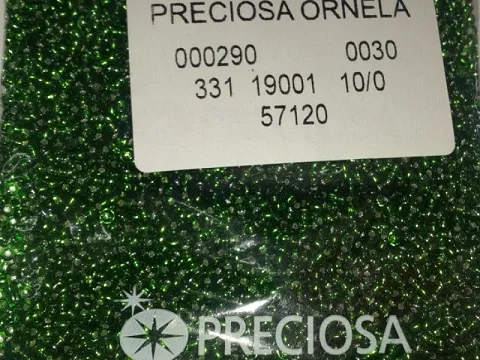 PRECIOSA ORNELA
000290 0030
331 19001 10/0
57120
PRECIOSA